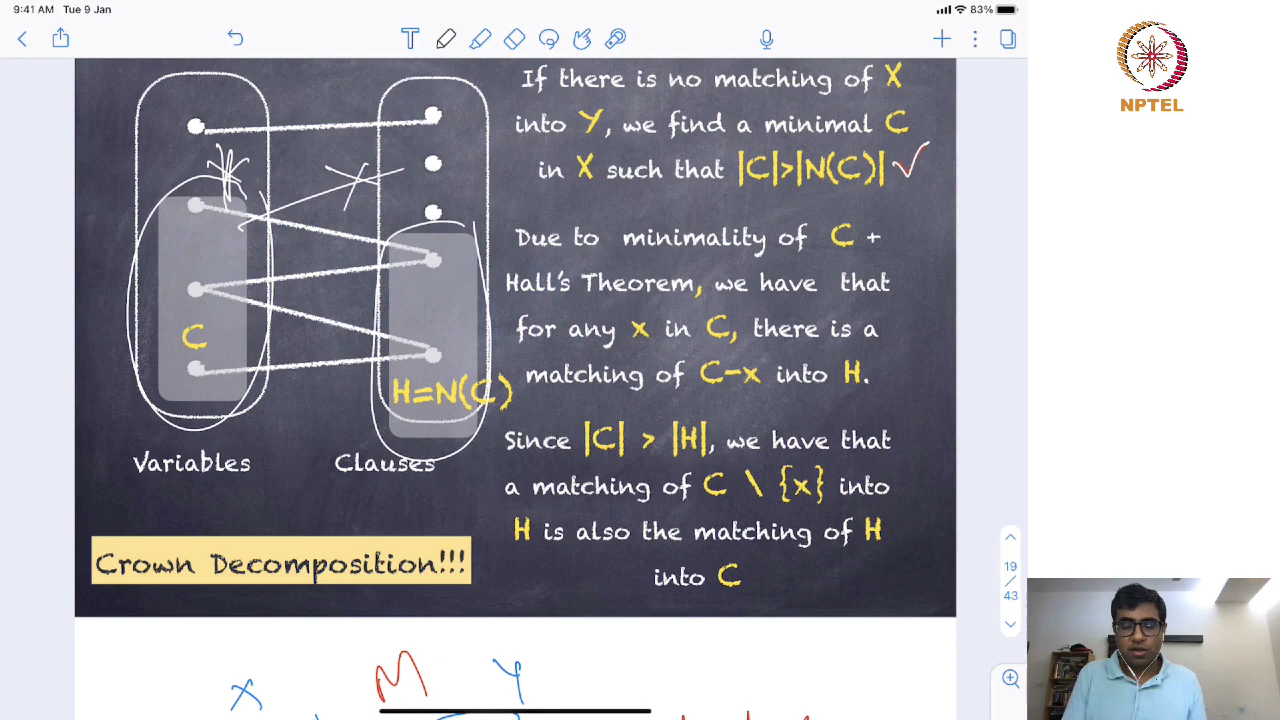 9:41 AM Tue 9 Jan
83%
If there is no matching of X
into Y, we find a minimal C
in X such that |C|>|N(C)|
Due to minimality of C +
Hall's Theorem, we have that
for any x in C, there is a
matching of C-x into H.
Since |C| > |H|, we have that
a matching of C \ {x} into
H is also the matching of H
into C
C
H=N(C)
Variables
Clauses
Crown Decomposition!!!
X
M
Y
19
/
43
NPTEL